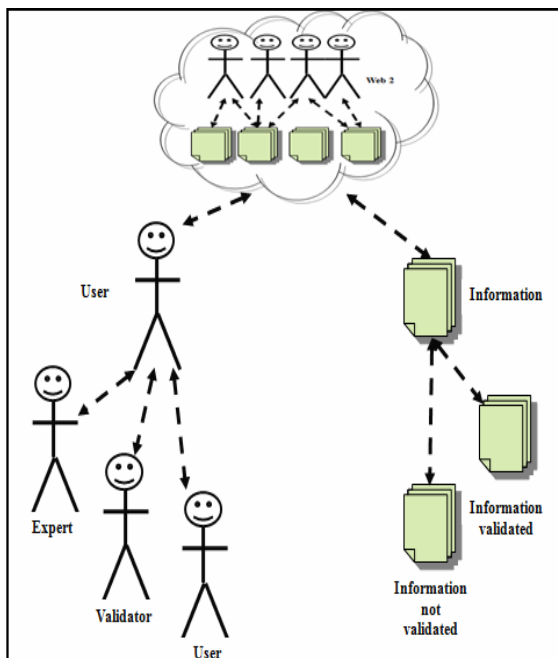 Web 2
User
Information
Expert
Validator
User
Information
validated
Information
not
validated